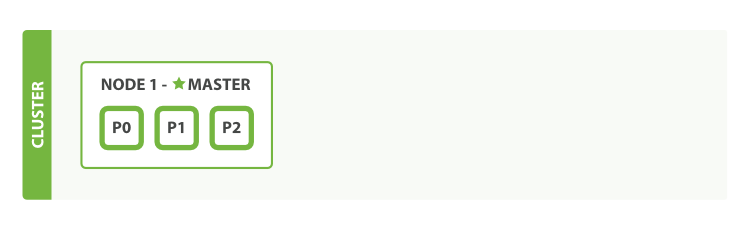 CLUSTER
NODE 1 - ★ MASTER
P0 P1 P2